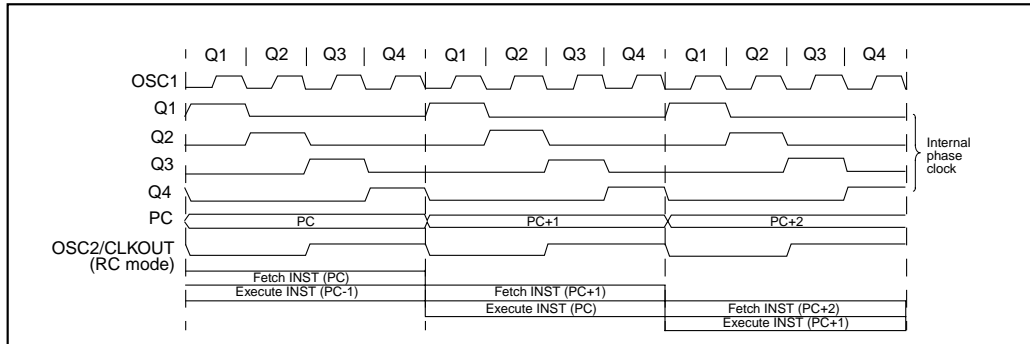 Q1 Q2 Q3 Q4 Q1 Q2 Q3 Q4 Q1 Q2 Q3 Q4
OSC1
Q1
Q2
Q3
Q4
PC
OSC2/CLKOUT
(RC mode)
PC PC+1 PC+2
Internal
phase
clock
Fetch INST (PC)
Execute INST (PC-1) Fetch INST (PC+1)
Execute INST (PC) Fetch INST (PC+2)
Execute INST (PC+1)